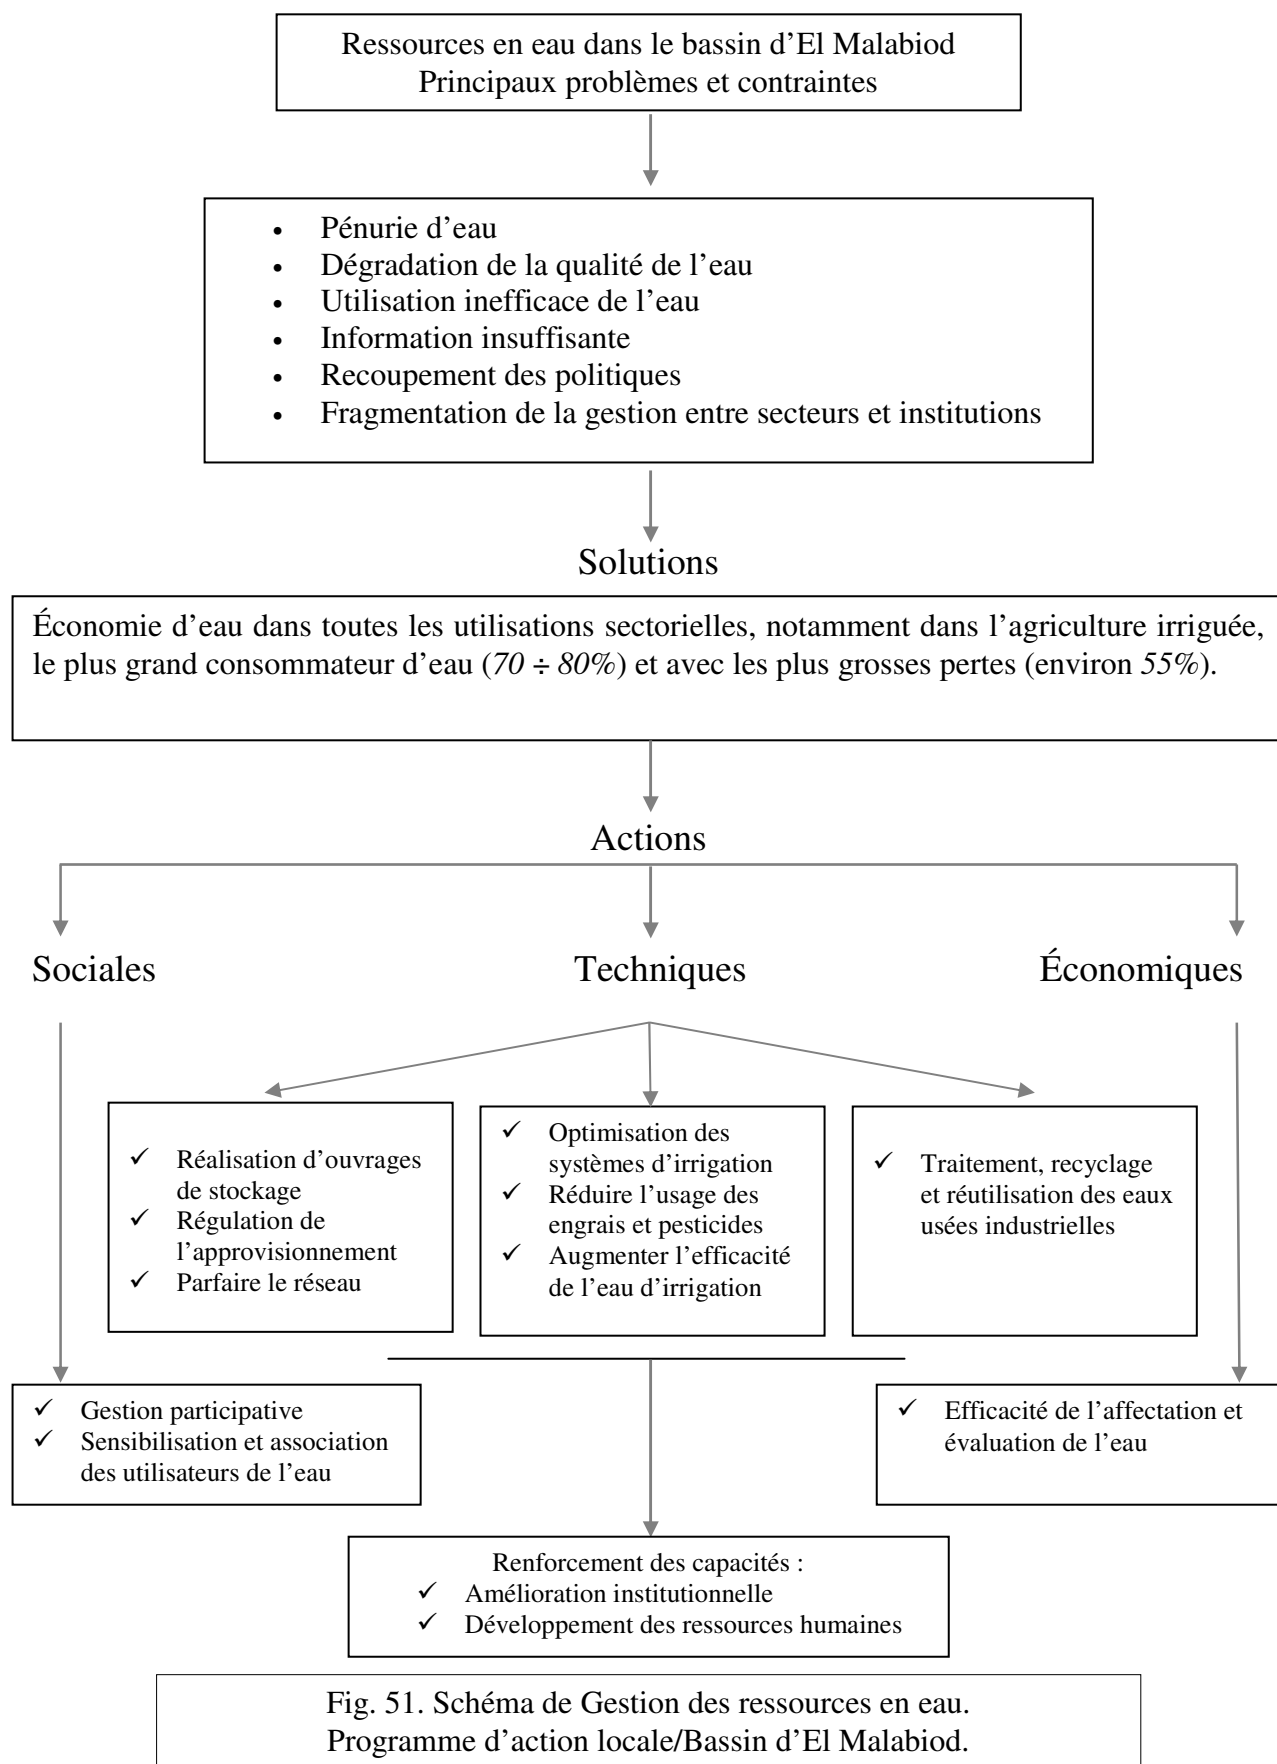 Ressources en eau dans le bassin d’El Malabiod
Principaux problèmes et contraintes
• Pénurie d’eau
• Dégradation de la qualité de l’eau
• Utilisation inefficace de l’eau
• Information insuffisante
• Recoupement des politiques
• Fragmentation de la gestion entre secteurs et institutions
Solutions
Économie d’eau dans toutes les utilisations sectorielles, notamment dans l’agriculture irriguée,
le plus grand consommateur d’eau (70 ÷ 80%) et avec les plus grosses pertes (environ 55%).
Actions
Sociales
Techniques
Économiques
✓ Réalisation d’ouvrages
de stockage
✓ Régulation de
l’approvisionnement
✓ Parfaire le réseau
✓ Optimisation des
systèmes d’irrigation
✓ Réduire l’usage des
engrais et pesticides
✓ Augmenter l’efficacité
de l’eau d’irrigation
✓ Traitement, recyclage
et réutilisation des eaux
usées industrielles
✓ Gestion participative
✓ Sensibilisation et association
des utilisateurs de l’eau
✓ Efficacité de l’affectation et
évaluation de l’eau
Renforcement des capacités :
✓ Amélioration institutionnelle
✓ Développement des ressources humaines
Fig. 51. Schéma de Gestion des ressources en eau.
Programme d’action locale/Bassin d’El Malabiod.